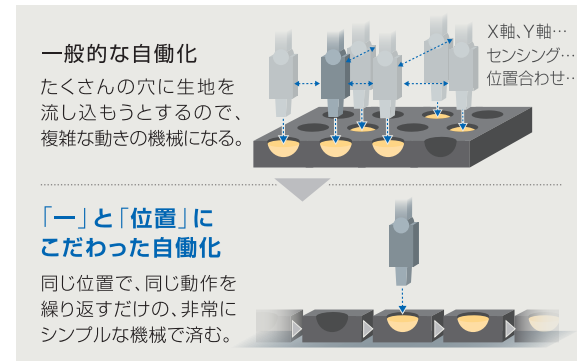 一般的な自働化
たくさんの穴に生地を
流し込もうとするので、
複雑な動きの機械になる。
X軸、Y軸…
センシング…
位置合わせ…
「一」と「位置」に
こだわった自働化
同じ位置で、同じ動作を
繰り返すだけの、非常に
シンプルな機械で済む。